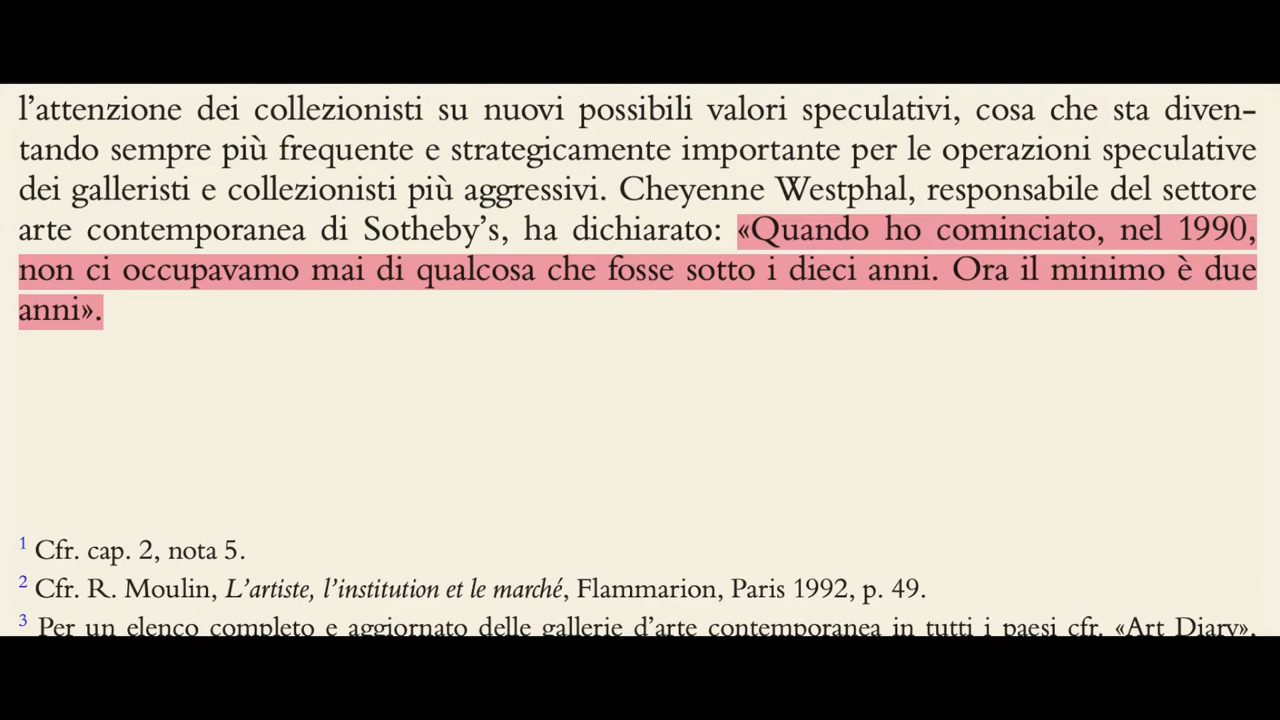 l’attenzione dei collezionisti su nuovi possibili valori speculativi, cosa che sta diven-
tando sempre più frequente e strategicamente importante per le operazioni speculative
dei galleristi e collezionisti più aggressivi. Cheyenne Westphal, responsabile del settore
arte contemporanea di Sotheby’s, ha dichiarato: «Quando ho cominciato, nel 1990,
non ci occupavamo mai di qualcosa che fosse sotto i dieci anni. Ora il minimo è due
anni».
1 Cfr. cap. 2, nota 5.
2 Cfr. R. Moulin, L’artiste, l’institution et le marché, Flammarion, Paris 1992, p. 49.
3 Per un elenco completo e aggiornato delle gallerie d’arte contemporanea in tutti i paesi cfr. «Art Diary»,